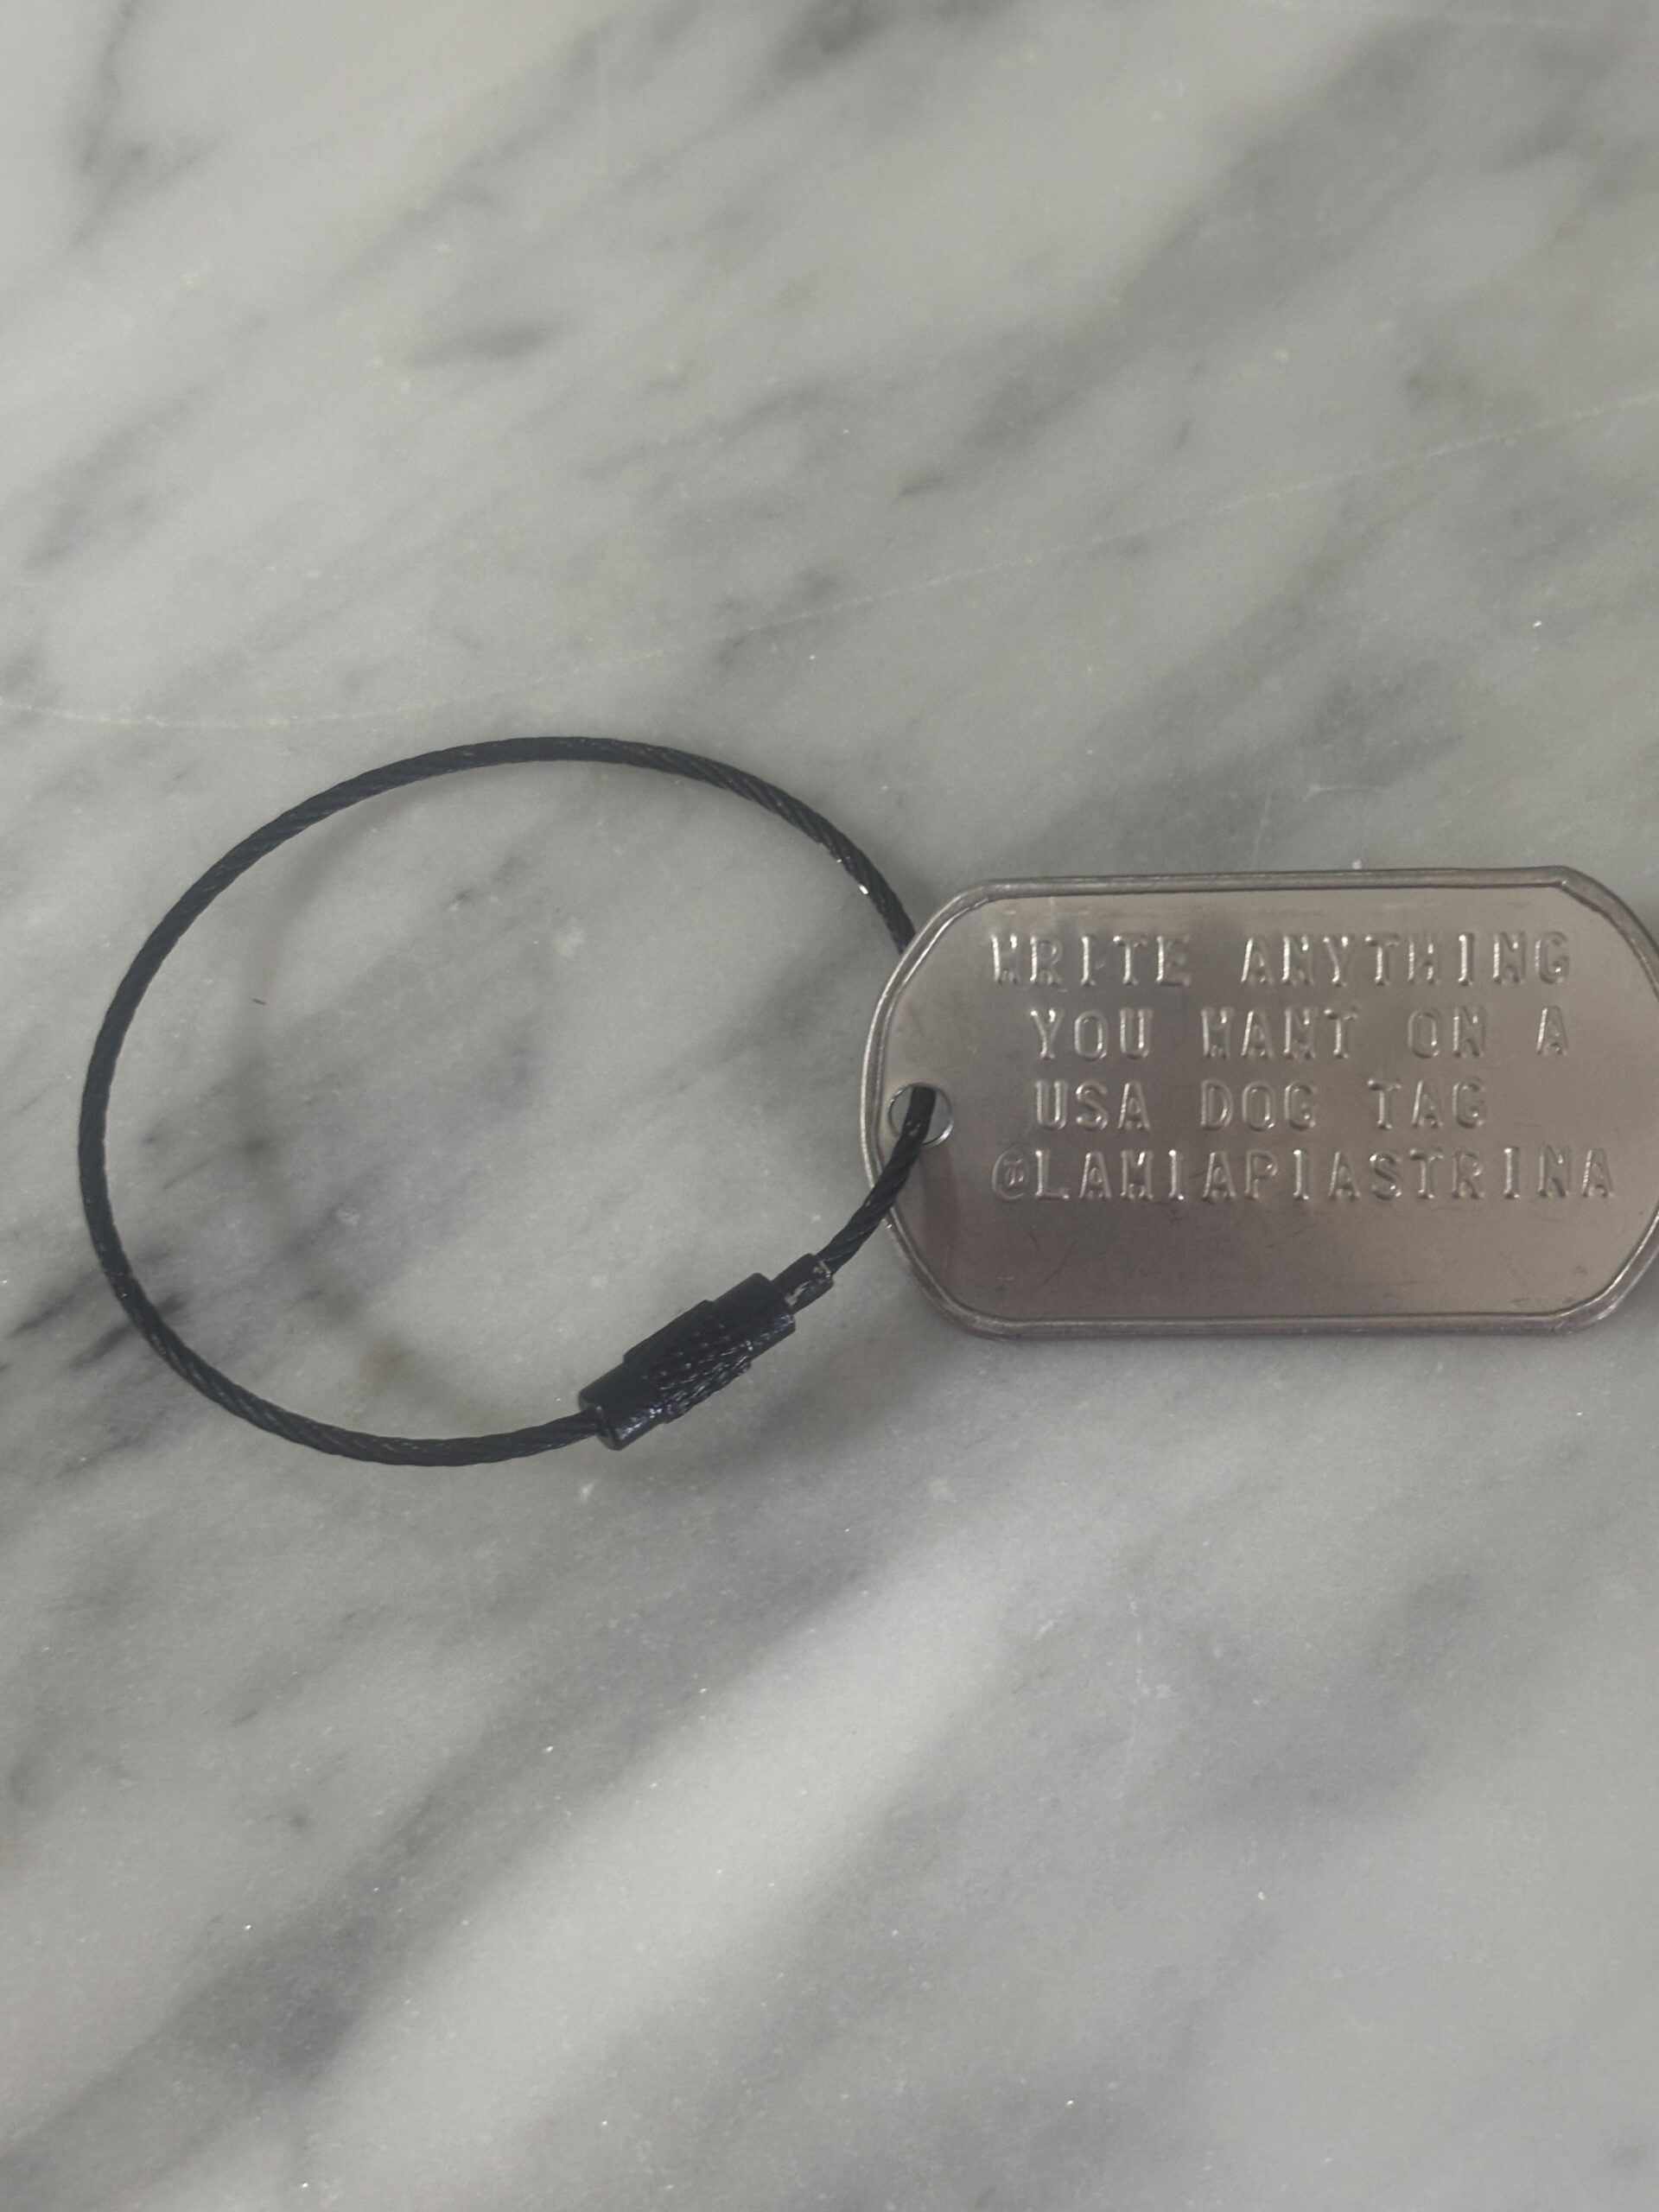 WRITE ANYTHING
YOU WANT ON A
USA DOG TAG
@LAMIAPIASTRINA